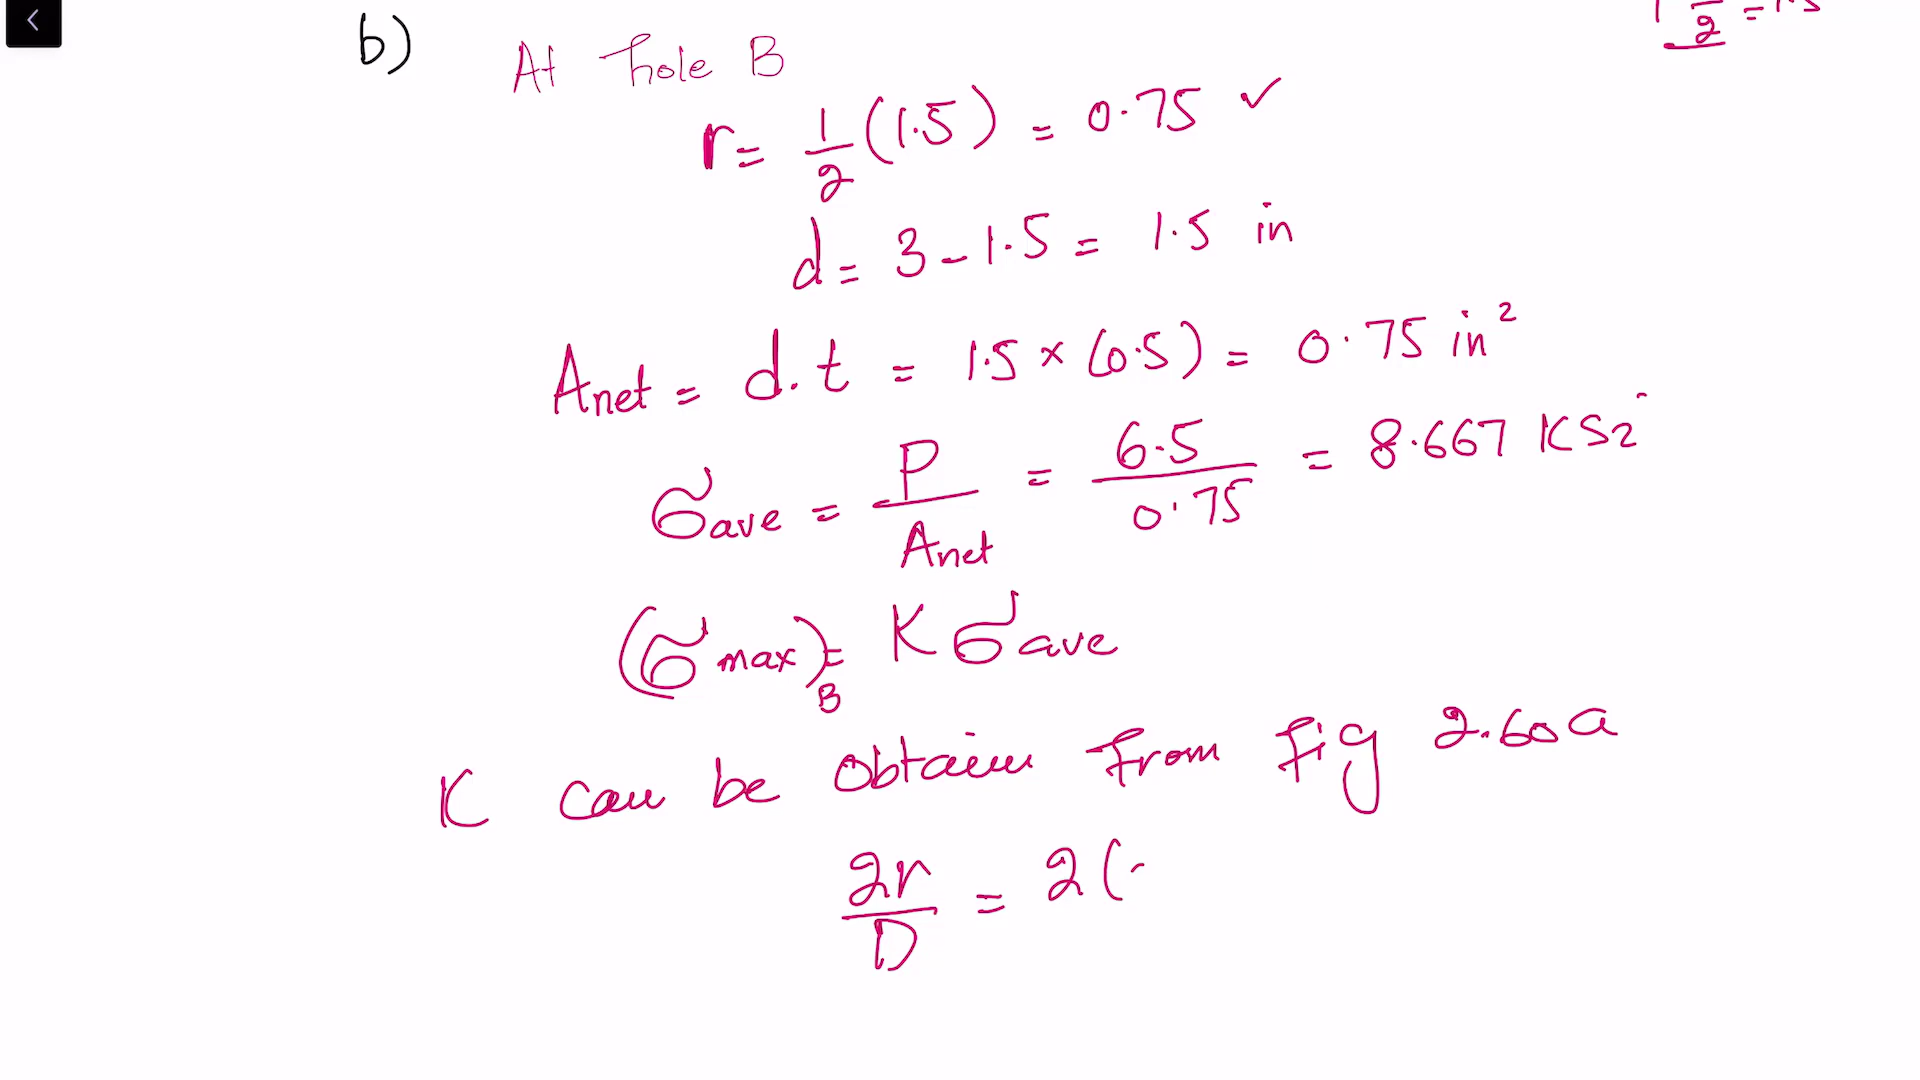 b) At hole B
r = 1/2 (1.5) = 0.75 ✓
d = 3 - 1.5 = 1.5 in
Anet = d.t = 1.5 × (0.5) = 0.75 in²
σave = P/Anet = 6.5/0.75 = 8.667 KSi
(σmax)B = K σave
K can be obtain from Fig 2.60a
2r/D = 2(